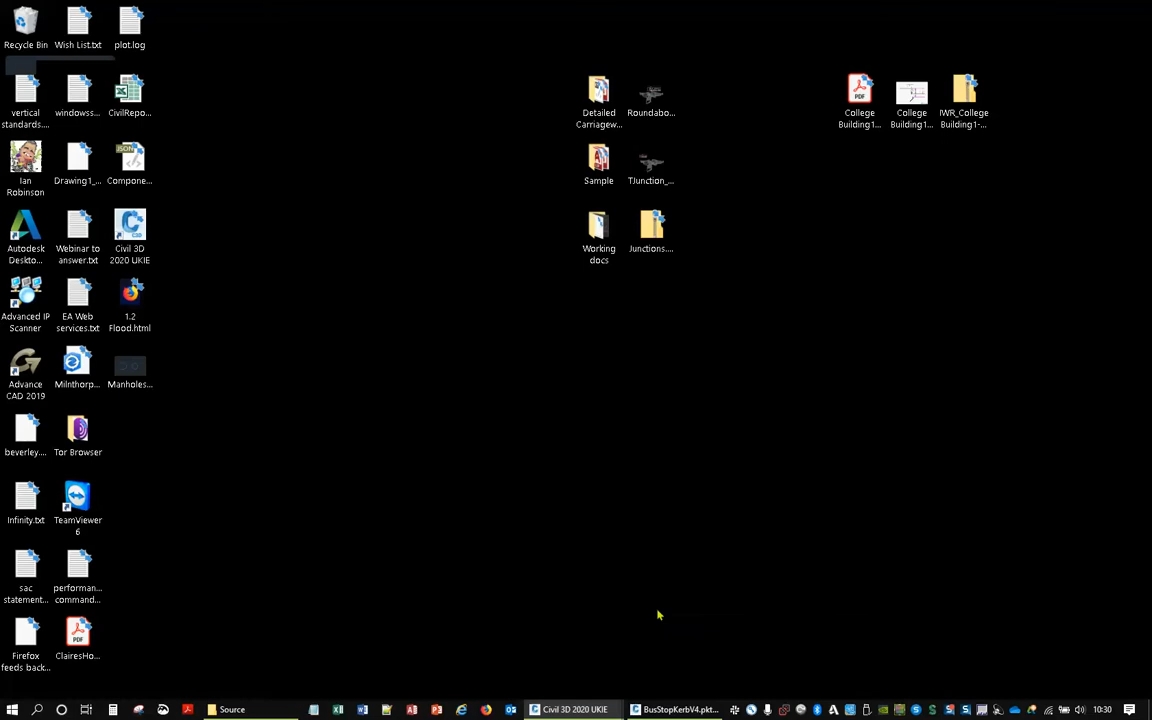 Recycle Bin
Wish List.txt
plot.log
vertical
standards....
windowss...
CivilRepo...
Ian
Robinson
Drawing1_...
JSON
Compone...
Autodesk
Deskto...
Webinar to
answer.txt
Civil 3D
2020 UKIE
Advanced IP
Scanner
EA Web
services.txt
1.2
Flood.html
Advance
CAD 2019
Milnthorp...
Manholes...
beverley....
Tor Browser
Infinity.txt
TeamViewer
6
sac
statement...
performan...
command...
Firefox
feeds back...
PDF
ClairesHo...
Detailed
Carriagew...
Roundabo...
Sample
TJunction_...
Working
docs
Junctions....
PDF
College
Building1...
College
Building1...
IWR_College
Building1-...
Source
Civil 3D 2020 UKIE
BusStopKerbV4.pkt...
10:30